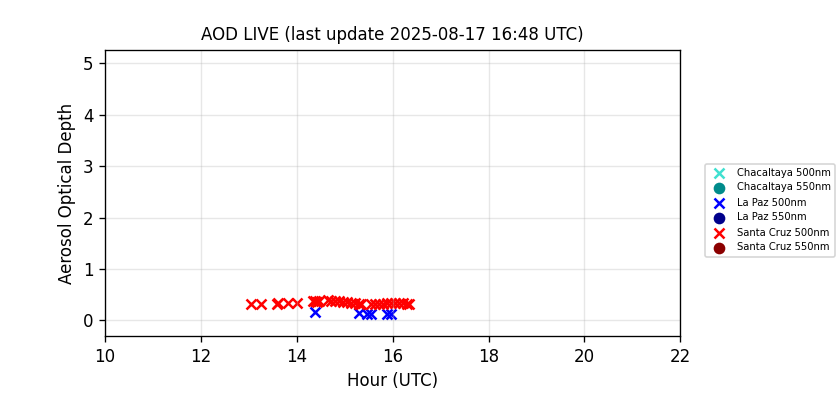 AOD LIVE (last update 2025-08-17 16:48 UTC)
Aerosol Optical Depth
5
4
3
2
1
0
10 12 14 16 18 20 22
Hour (UTC)
Chacaltaya 500nm
Chacaltaya 550nm
La Paz 500nm
La Paz 550nm
Santa Cruz 500nm
Santa Cruz 550nm